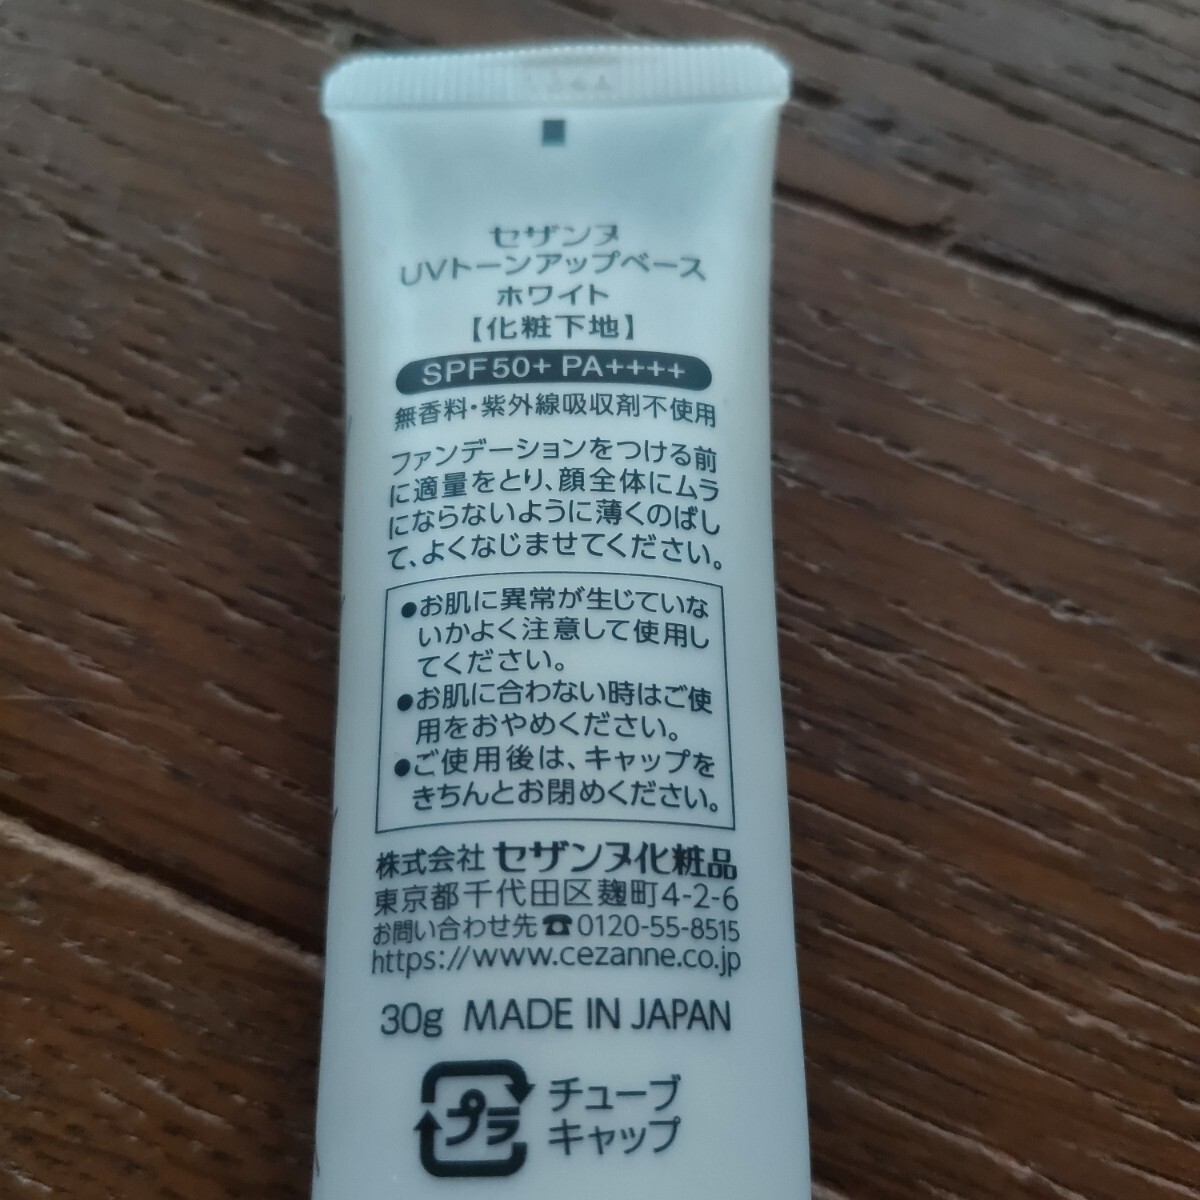 セザンヌ
UVトーンアップベース
ホワイト
【化粧下地】
SPF50+ PA++++
無香料・紫外線吸収剤不使用
ファンデーションをつける前
に適量をとり、顔全体にムラ
にならないように薄くのばし
て、よくなじませてください。
●お肌に異常が生じていな
いかよく注意して使用し
てください。
●お肌に合わない時はご使
用をおやめください。
●ご使用後は、キャップを
きちんとお閉めください。
株式会社 セザンヌ化粧品
東京都千代田区麹町4-2-6
お問い合わせ先☎0120-55-8515
https://www.cezanne.co.jp
30g MADE IN JAPAN
プラ チューブ
キャップ